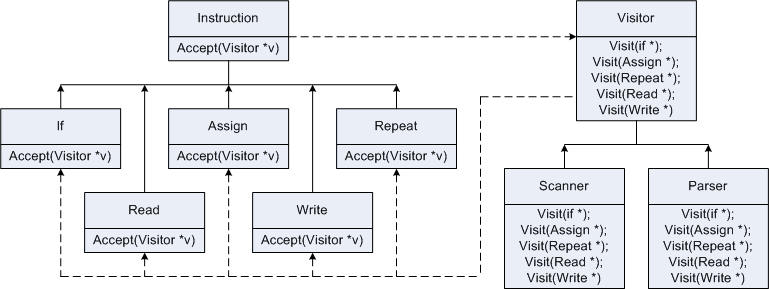 Instruction
Accept(Visitor *v)
Visitor
Visit(if *);
Visit(Assign *);
Visit(Repeat *);
Visit(Read *);
Visit(Write *)
If
Accept(Visitor *v)
Assign
Accept(Visitor *v)
Repeat
Accept(Visitor *v)
Read
Accept(Visitor *v)
Write
Accept(Visitor *v)
Scanner
Visit(if *);
Visit(Assign *);
Visit(Repeat *);
Visit(Read *);
Visit(Write *)
Parser
Visit(if *);
Visit(Assign *);
Visit(Repeat *);
Visit(Read *);
Visit(Write *)